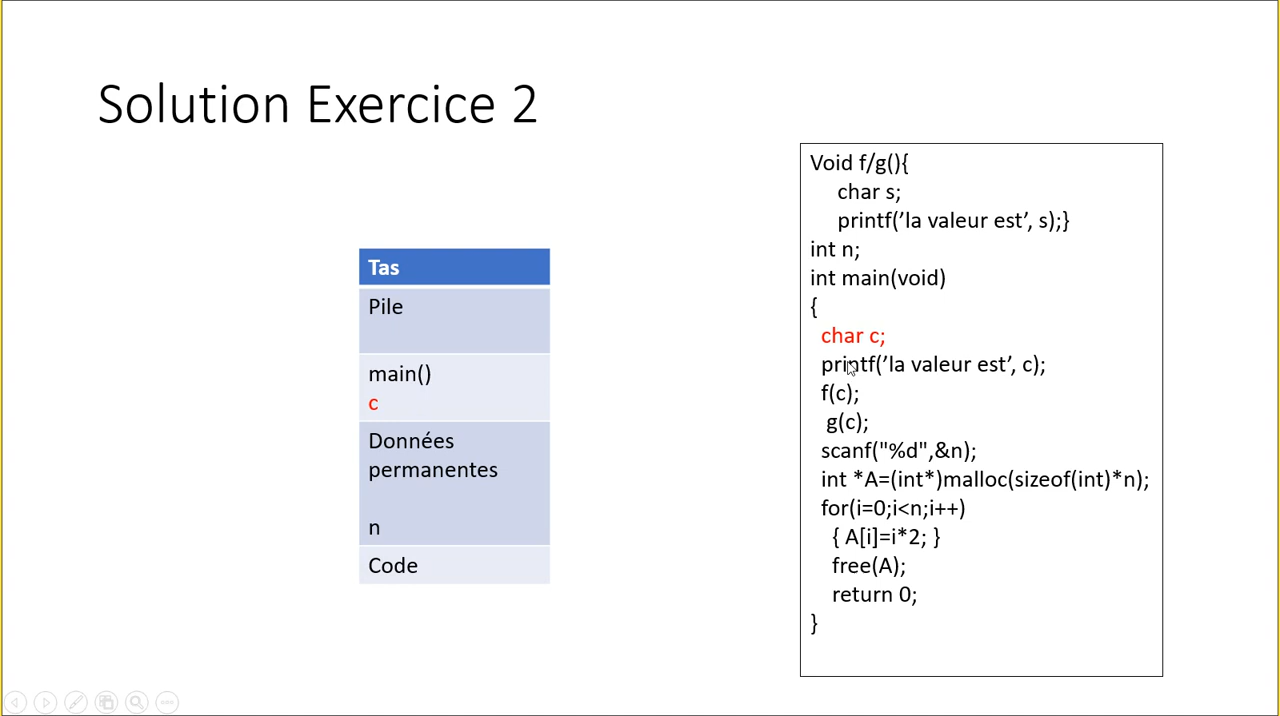 Solution Exercice 2
Tas
Pile
main()
c
Données
permanentes
n
Code
Void f/g(){
char s;
printf(’la valeur est’, s);}
int n;
int main(void)
{
char c;
printf(’la valeur est’, c);
f(c);
g(c);
scanf("%d",&n);
int *A=(int*)malloc(sizeof(int)*n);
for(i=0;i<n;i++)
{ A[i]=i*2; }
free(A);
return 0;
}